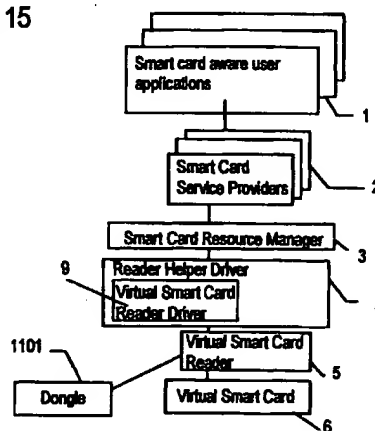 15
Smart card aware user
applications
1
Smart Card
Service Providers
2
Smart Card Resource Manager
3
Reader Helper Driver
9
Virtual Smart Card
Reader Driver
1101
Virtual Smart Card
Reader
5
Dongle
Virtual Smart Card
6